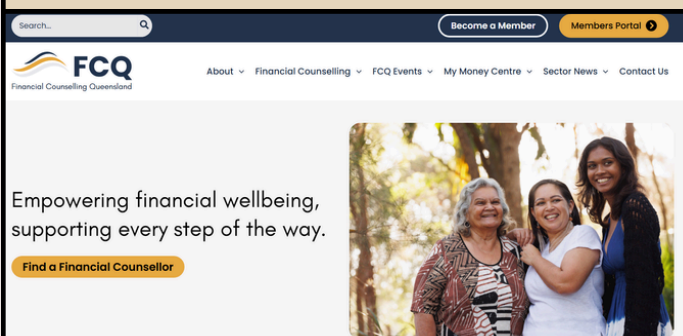 Search...
Become a Member
Members Portal
FCQ
Financial Counselling Queensland
About
Financial Counselling
FCQ Events
My Money Centre
Sector News
Contact Us
Empowering financial wellbeing,
supporting every step of the way.
Find a Financial Counsellor